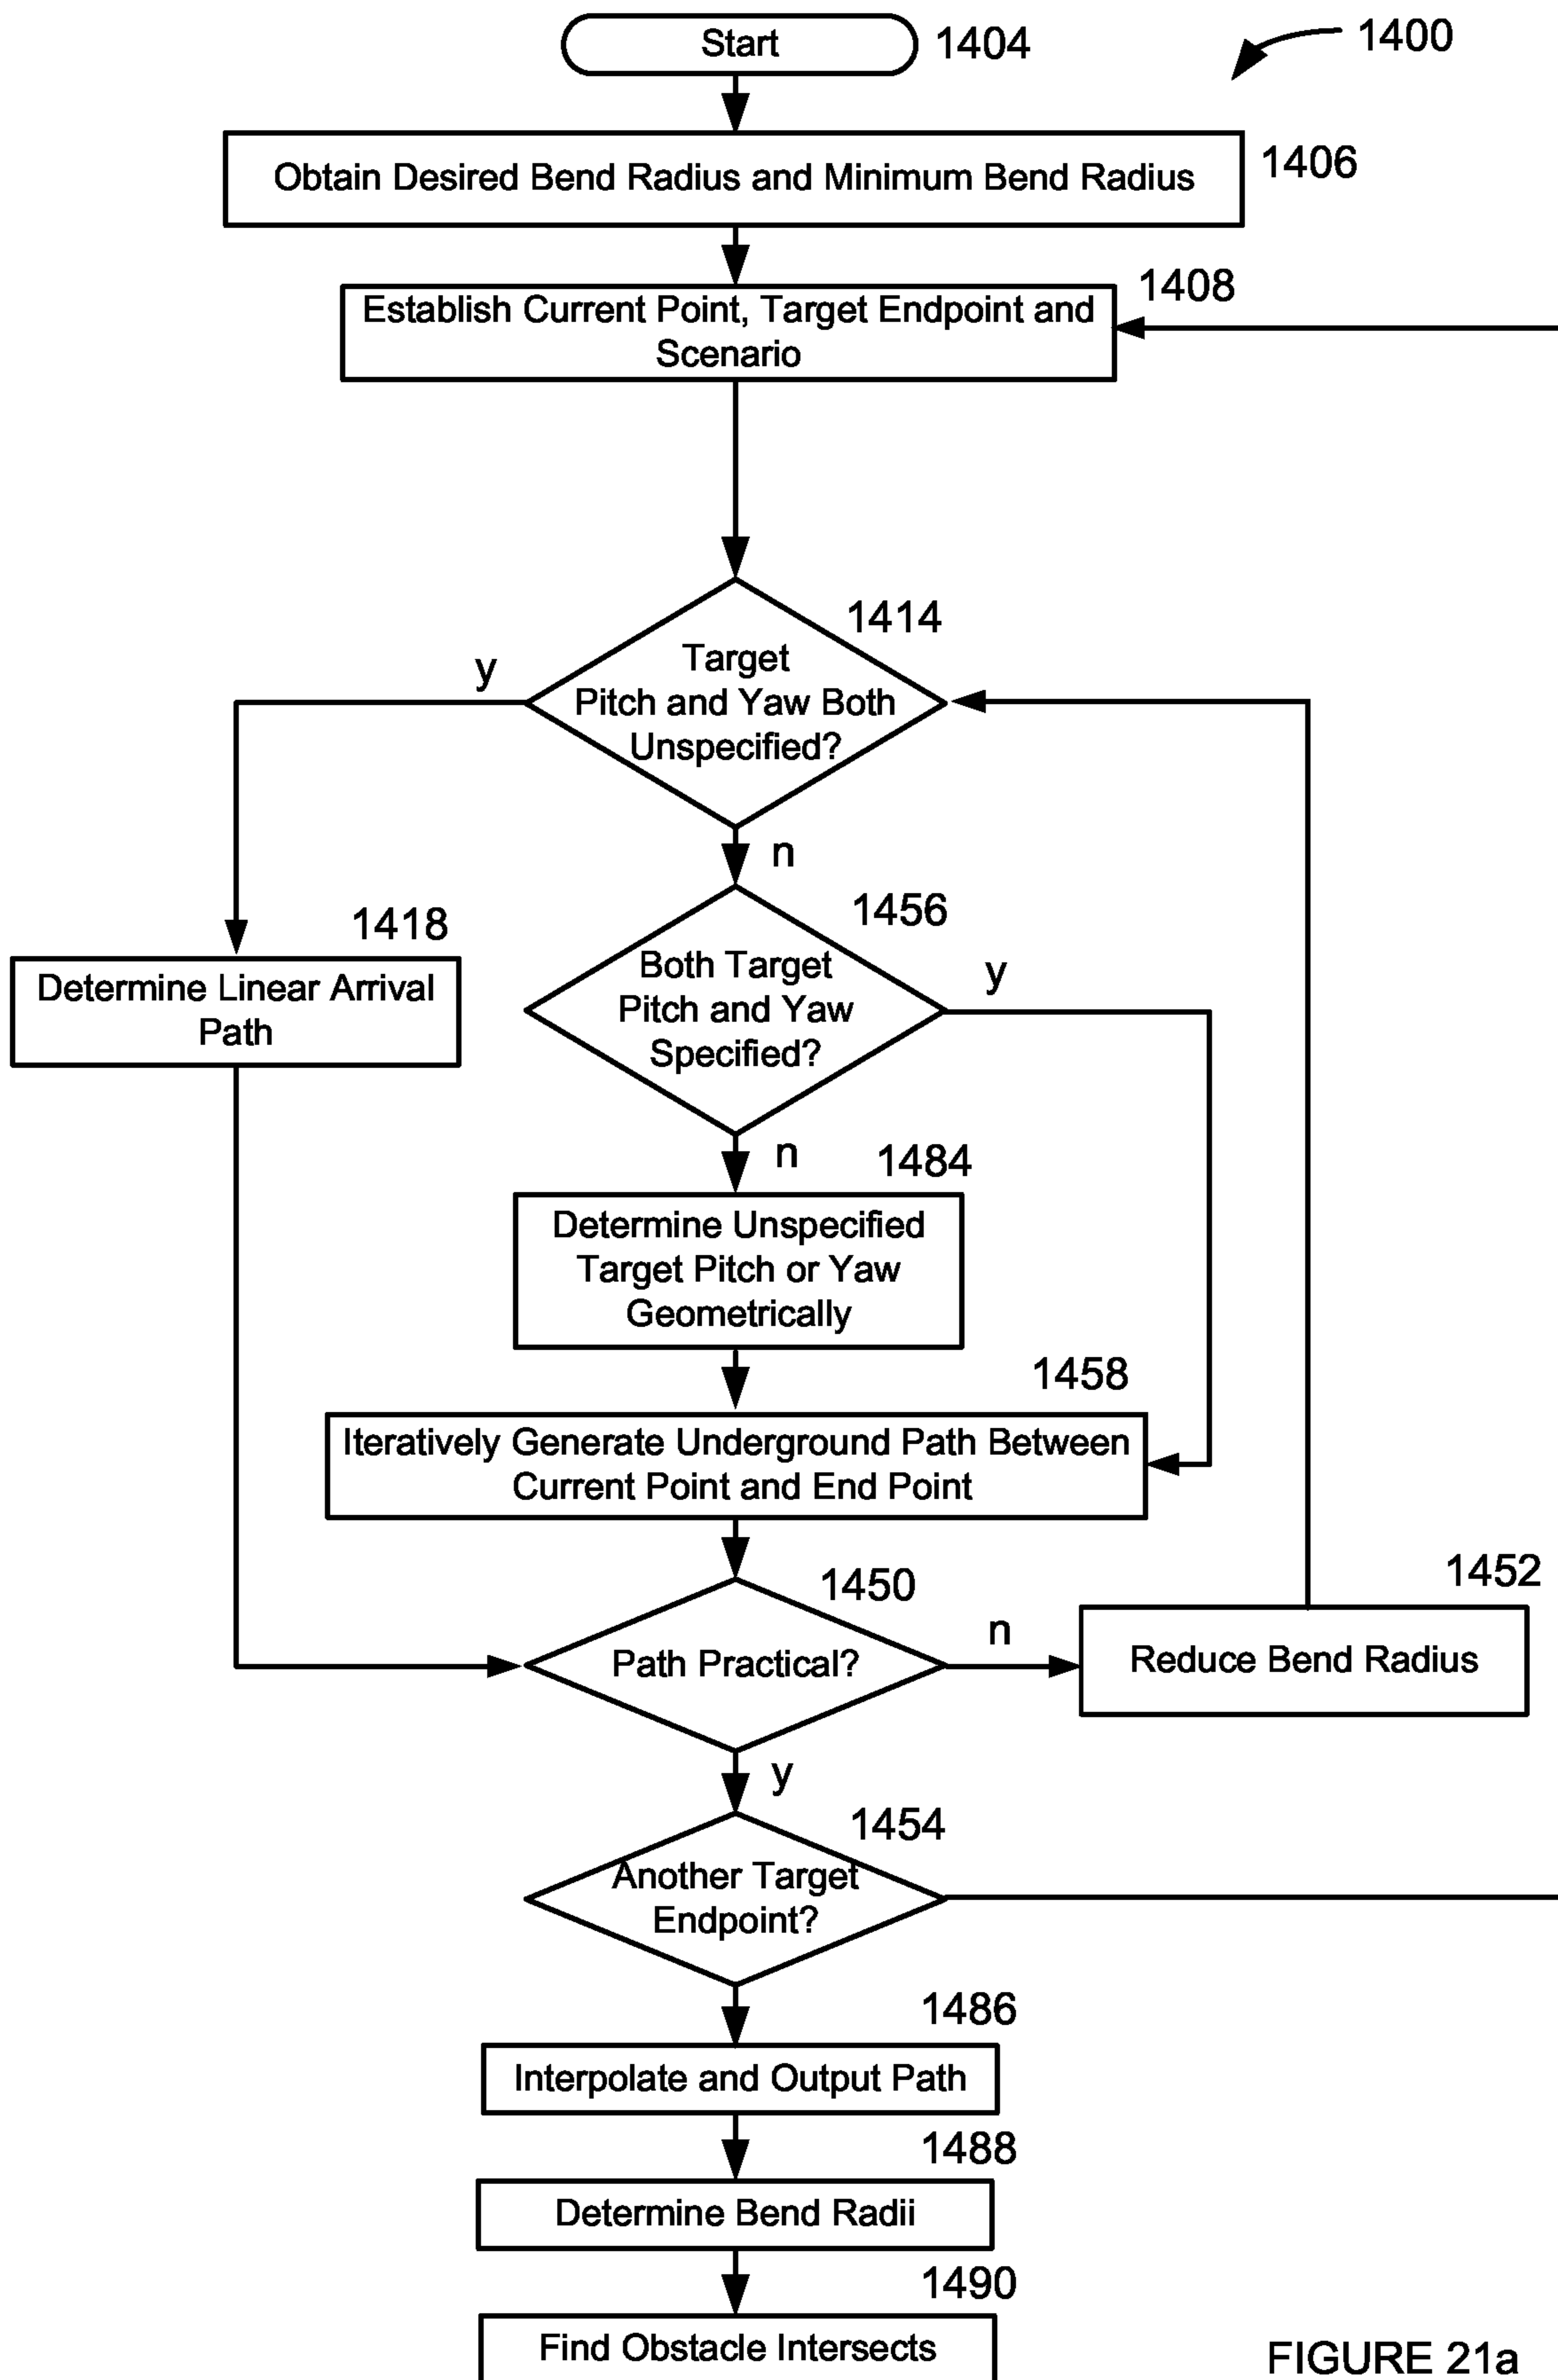 Start
1404
1400
Obtain Desired Bend Radius and Minimum Bend Radius
1406
1408
Establish Current Point, Target Endpoint and
Scenario
1414
y
Target
Pitch and Yaw Both
Unspecified?
n
1456
1418
Both Target
Pitch and Yaw
Specified?
y
Determine Linear Arrival
Path
n
1484
Determine Unspecified
Target Pitch or Yaw
Geometrically
1458
Iteratively Generate Underground Path Between
Current Point and End Point
1450
1452
Path Practical?
n
Reduce Bend Radius
y
1454
Another Target
Endpoint?
1486
Interpolate and Output Path
1488
Determine Bend Radii
1490
Find Obstacle Intersects
FIGURE 21a